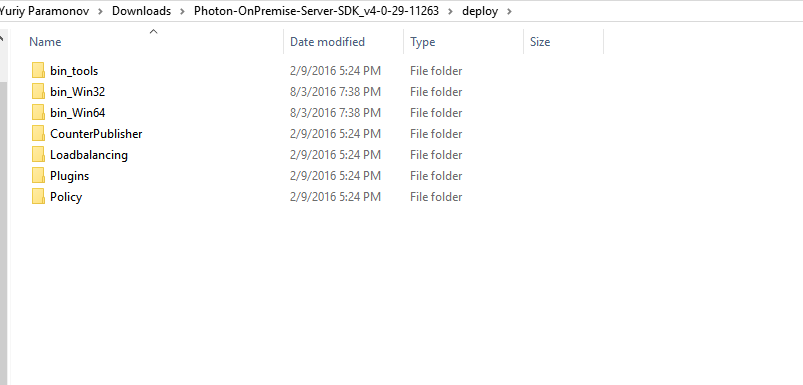 Yuriy Paramonov > Downloads > Photon-OnPremise-Server-SDK_v4-0-29-11263 > deploy >
Name Date modified Type Size
bin_tools 2/9/2016 5:24 PM File folder
bin_Win32 8/3/2016 7:38 PM File folder
bin_Win64 8/3/2016 7:38 PM File folder
CounterPublisher 2/9/2016 5:24 PM File folder
Loadbalancing 2/9/2016 5:24 PM File folder
Plugins 2/9/2016 5:24 PM File folder
Policy 2/9/2016 5:24 PM File folder